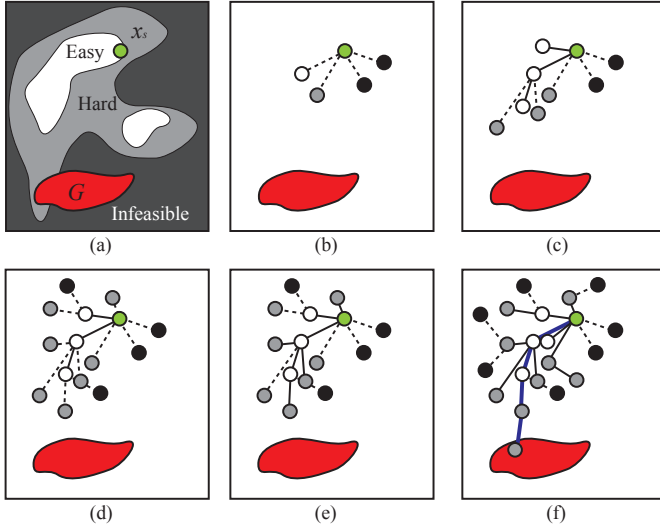 xₛ
Easy
Hard
G
Infeasible
(a)
(b)
(c)
(d)
(e)
(f)